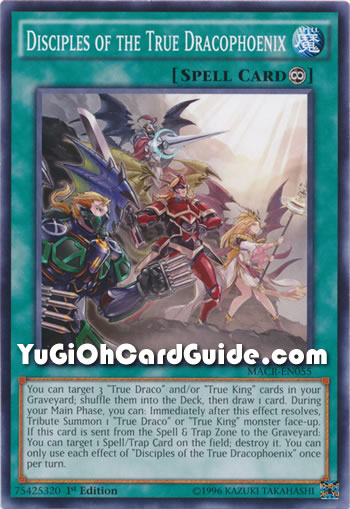 DISCIPLES OF THE TRUE DRACOPHOENIX
魔
[SPELL CARD]
YuGiOhCardGuide.com
MACR-EN055
You can target 3 "True Draco" and/or "True King" cards in your
Graveyard; shuffle them into the Deck, then draw 1 card. During
your Main Phase, you can: Immediately after this effect resolves,
Tribute Summon 1 "True Draco" or "True King" monster face-up.
If this card is sent from the Spell & Trap Zone to the Graveyard:
You can target 1 Spell/Trap Card on the field; destroy it. You can
only use each effect of "Disciples of the True Dracophoenix" once
per turn.
75425320 1st Edition ©1996 KAZUKI TAKAHASHI